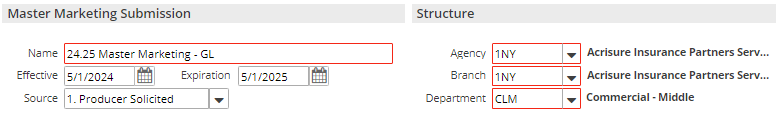 Master Marketing Submission
Structure
Name 24.25 Master Marketing - GL
Agency 1NY Acrisure Insurance Partners Serv...
Effective 5/1/2024 Expiration 5/1/2025
Branch 1NY Acrisure Insurance Partners Serv...
Source 1. Producer Solicited
Department CLM Commercial - Middle